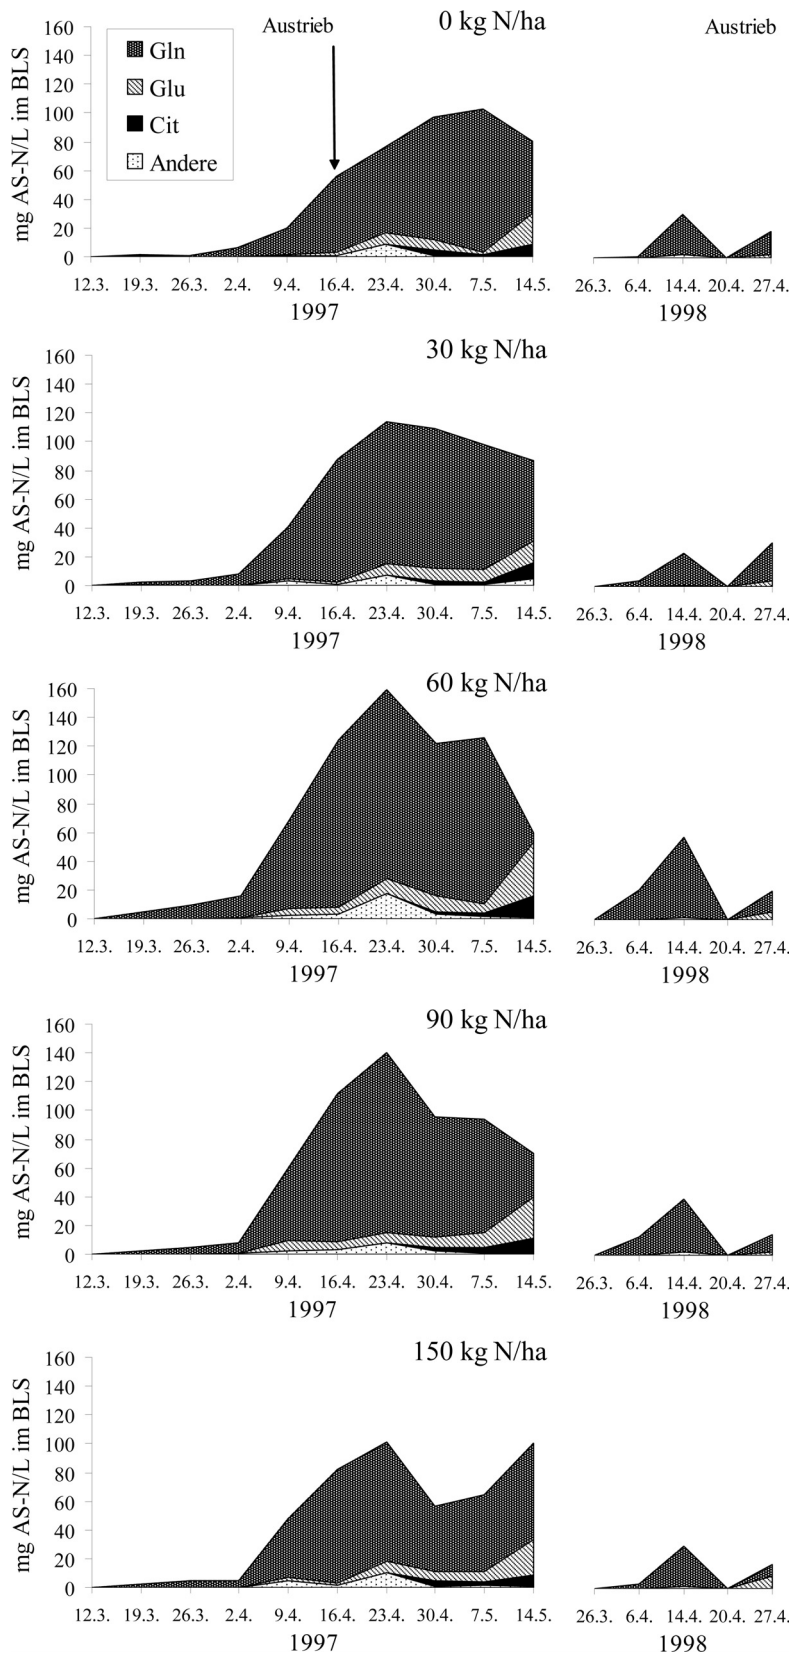 0 kg N/ha
Austrieb
Austrieb
mg AS-N/L im BLS
160
140
120
100
80
60
40
20
0
Gln
Glu
Cit
Andere
12.3. 19.3. 26.3. 2.4. 9.4. 16.4. 23.4. 30.4. 7.5. 14.5.
26.3. 6.4. 14.4. 20.4. 27.4.
1997
1998
30 kg N/ha
mg AS-N/L im BLS
160
140
120
100
80
60
40
20
0
12.3. 19.3. 26.3. 2.4. 9.4. 16.4. 23.4. 30.4. 7.5. 14.5.
26.3. 6.4. 14.4. 20.4. 27.4.
1997
1998
60 kg N/ha
mg AS-N/L im BLS
160
140
120
100
80
60
40
20
0
12.3. 19.3. 26.3. 2.4. 9.4. 16.4. 23.4. 30.4. 7.5. 14.5.
26.3. 6.4. 14.4. 20.4. 27.4.
1997
1998
90 kg N/ha
mg AS-N/L im BLS
160
140
120
100
80
60
40
20
0
12.3. 19.3. 26.3. 2.4. 9.4. 16.4. 23.4. 30.4. 7.5. 14.5.
26.3. 6.4. 14.4. 20.4. 27.4.
1997
1998
150 kg N/ha
mg AS-N/L im BLS
160
140
120
100
80
60
40
20
0
12.3. 19.3. 26.3. 2.4. 9.4. 16.4. 23.4. 30.4. 7.5. 14.5.
26.3. 6.4. 14.4. 20.4. 27.4.
1997
1998